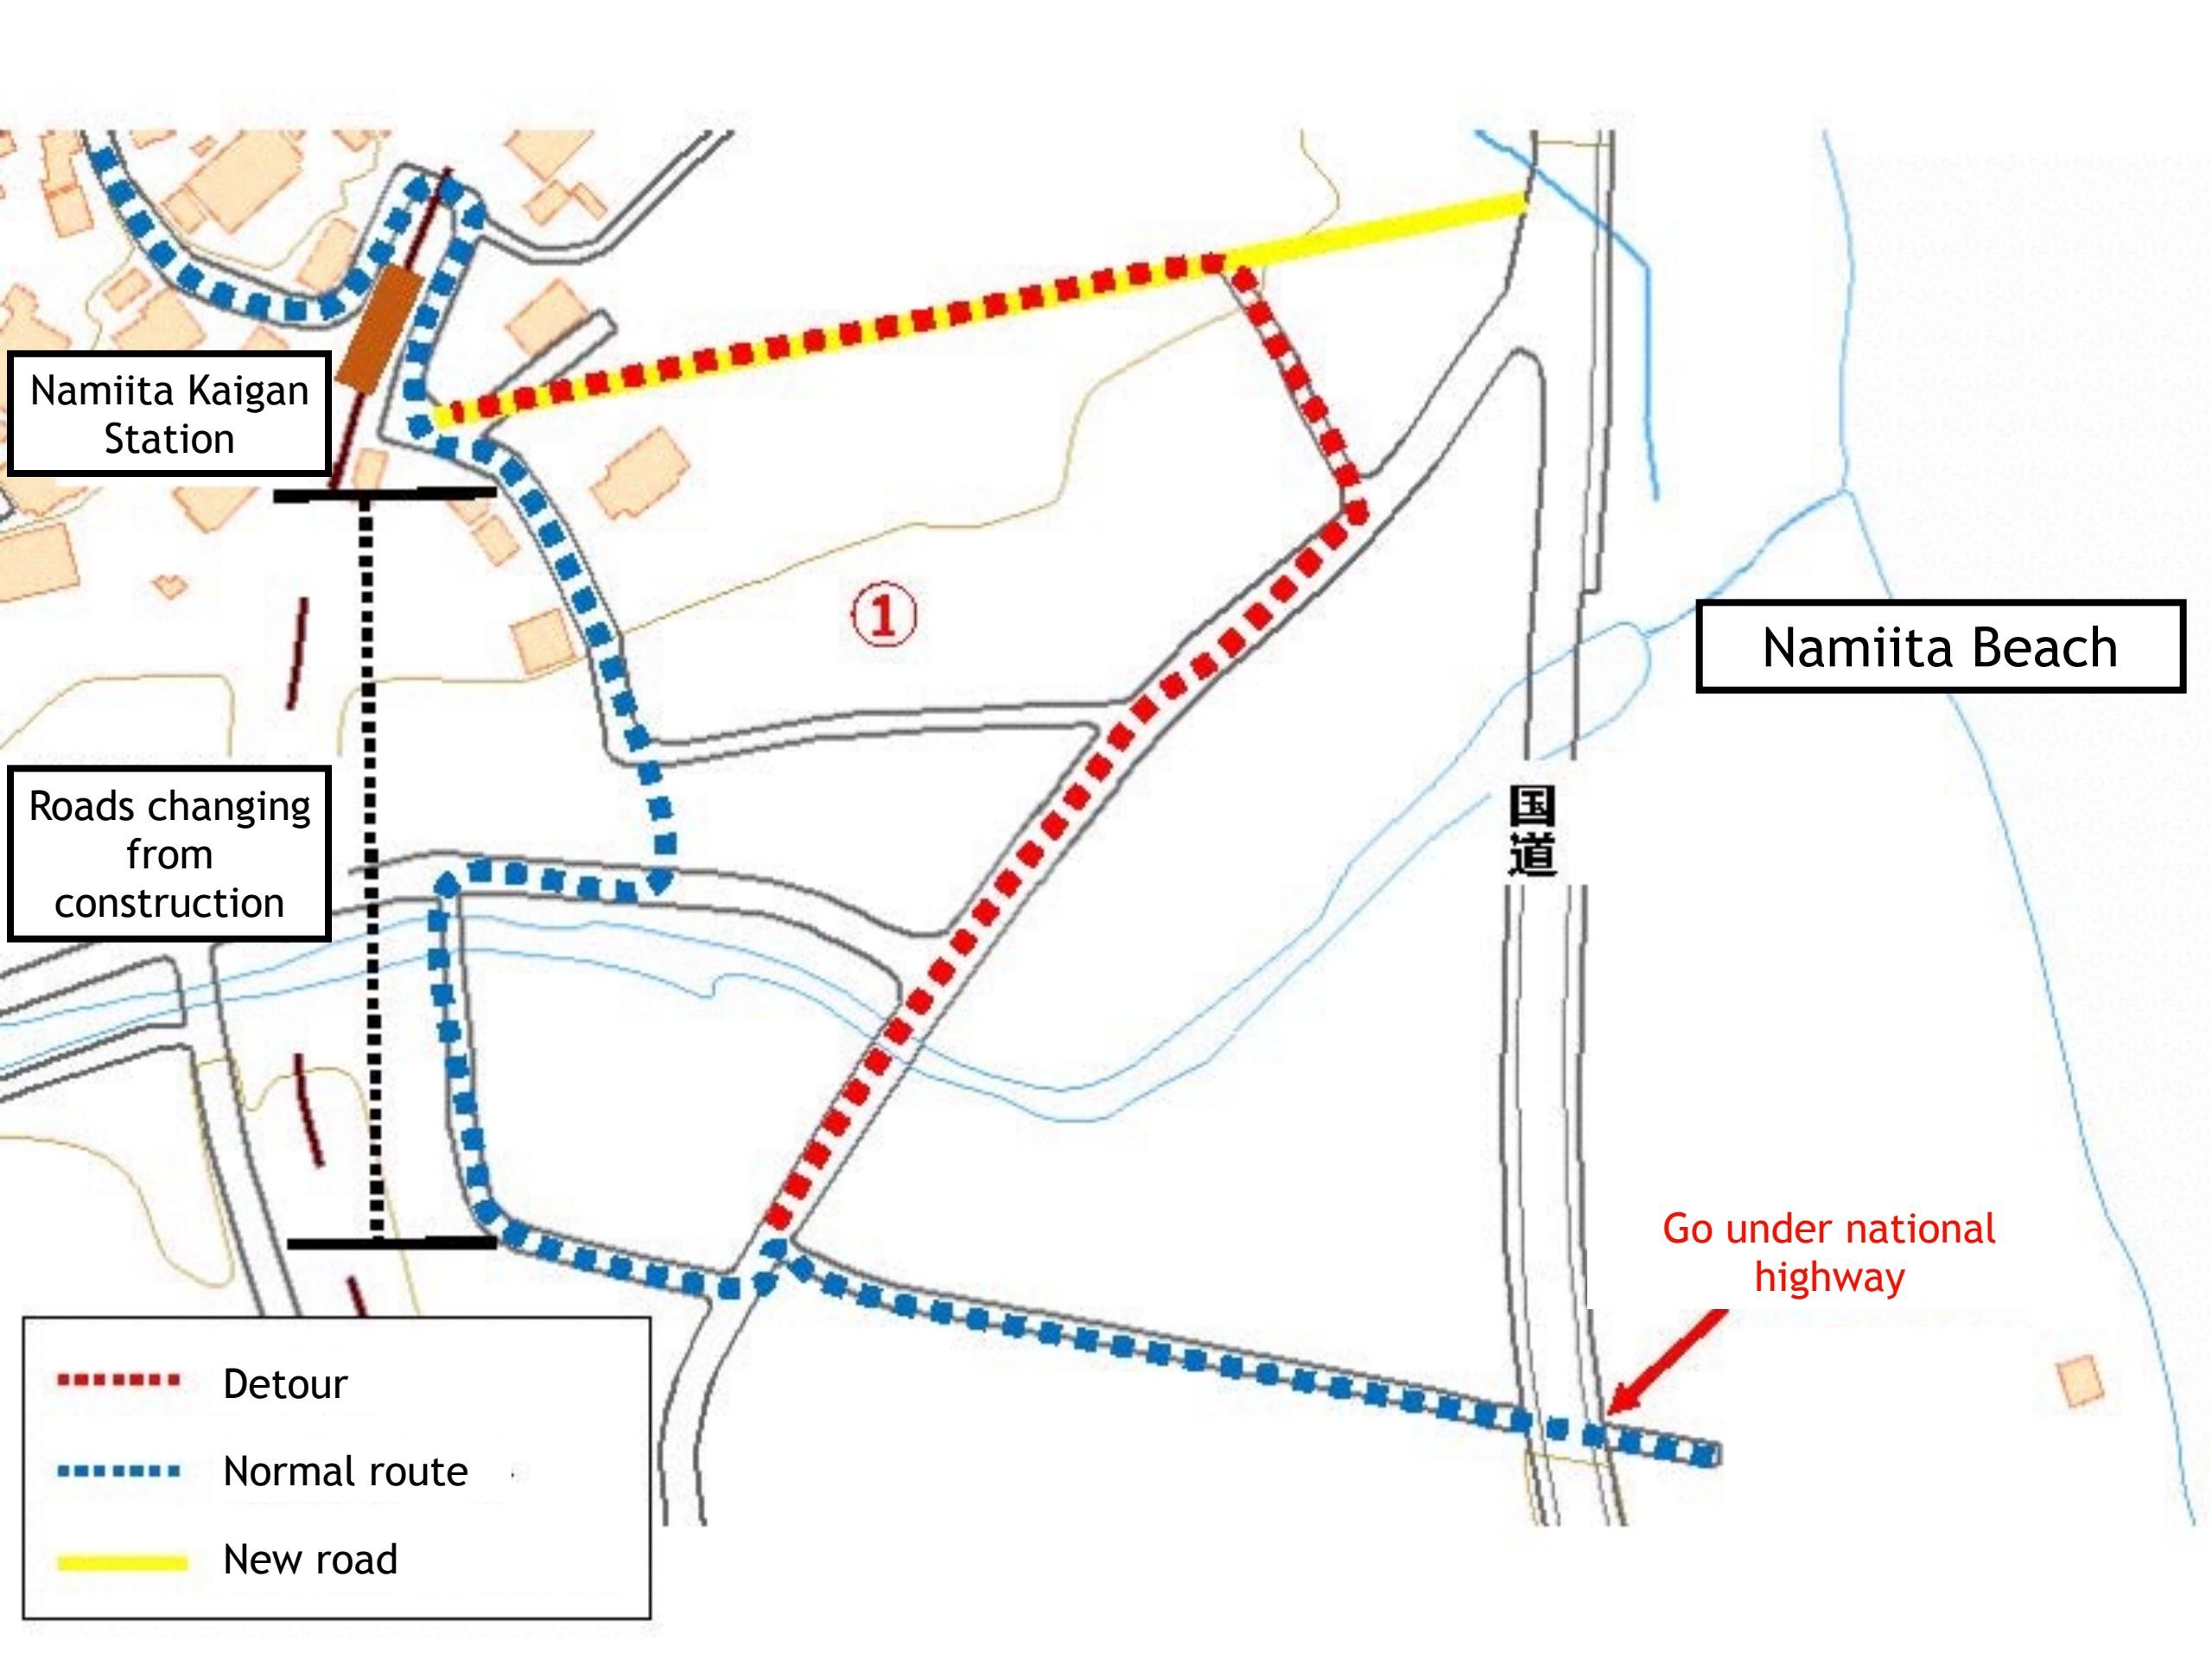 Namiita Kaigan
Station
①
Namiita Beach
Roads changing
from
construction
国
道
Go under national
highway
Detour
Normal route
New road